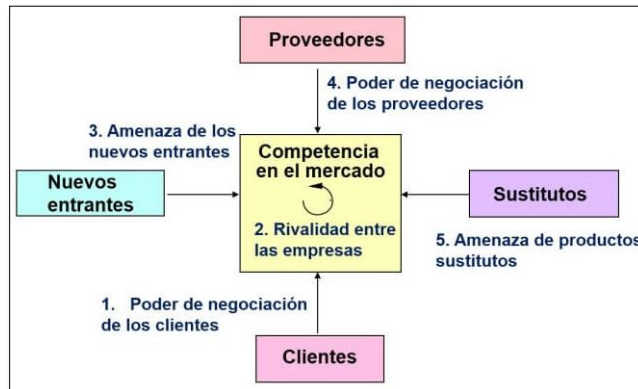 Proveedores
4. Poder de negociación
de los proveedores
3. Amenaza de los
nuevos entrantes
Competencia
en el mercado
Nuevos
entrantes
Sustitutos
2. Rivalidad entre
las empresas
5. Amenaza de productos
sustitutos
1. Poder de negociación
de los clientes
Clientes